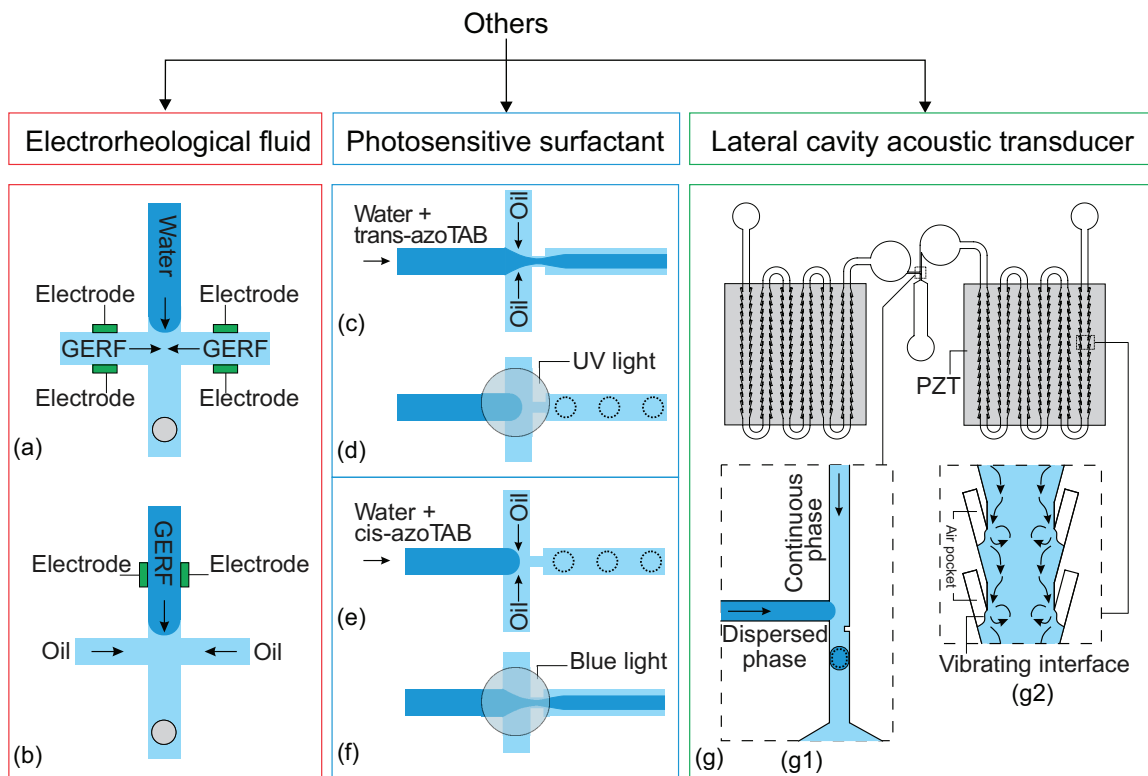 Others
Electrorheological fluid
Photosensitive surfactant
Lateral cavity acoustic transducer
Water
Electrode
Electrode
GERF
GERF
Electrode
Electrode
(a)
GERF
Electrode
Electrode
Oil
Oil
(b)
Water +
trans-azoTAB
Oil
Oil
(c)
UV light
(d)
Water +
cis-azoTAB
Oil
Oil
(e)
Blue light
(f)
PZT
Continuous
phase
Dispersed
phase
Air pocket
Vibrating interface
(g)
(g1)
(g2)